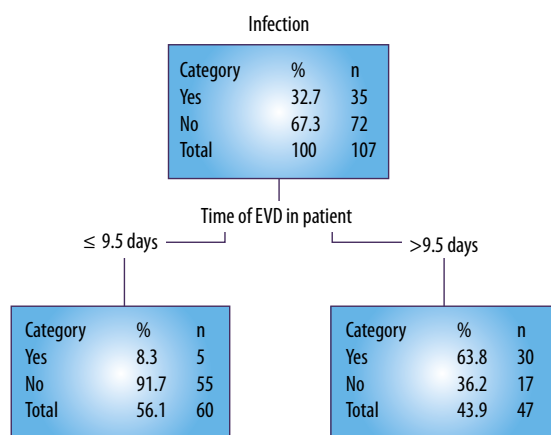 Infection
Category % n
Yes 32.7 35
No 67.3 72
Total 100 107
Time of EVD in patient
≤ 9.5 days
>9.5 days
Category % n
Yes 8.3 5
No 91.7 55
Total 56.1 60
Category % n
Yes 63.8 30
No 36.2 17
Total 43.9 47